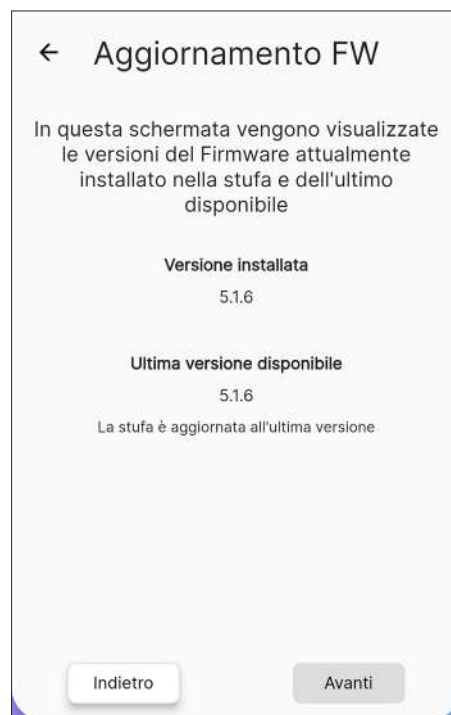 Aggiornamento FW
In questa schermata vengono visualizzate
le versioni del Firmware attualmente
installato nella stufa e dell'ultimo
disponibile
Versione installata
5.1.6
Ultima versione disponibile
5.1.6
La stufa è aggiornata all'ultima versione
Indietro
Avanti